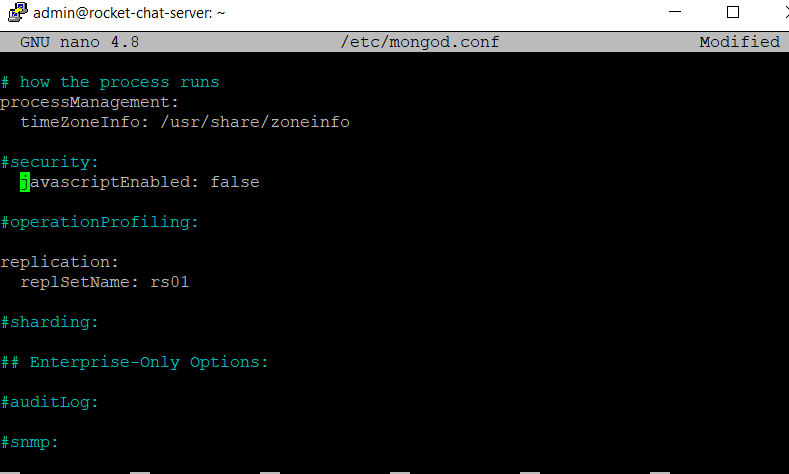 admin@rocket-chat-server: ~
GNU nano 4.8 /etc/mongod.conf Modified
# how the process runs
processManagement:
  timeZoneInfo: /usr/share/zoneinfo
#security:
  javascriptEnabled: false
#operationProfiling:
replication:
  replSetName: rs01
#sharding:
## Enterprise-Only Options:
#auditLog:
#snmp: